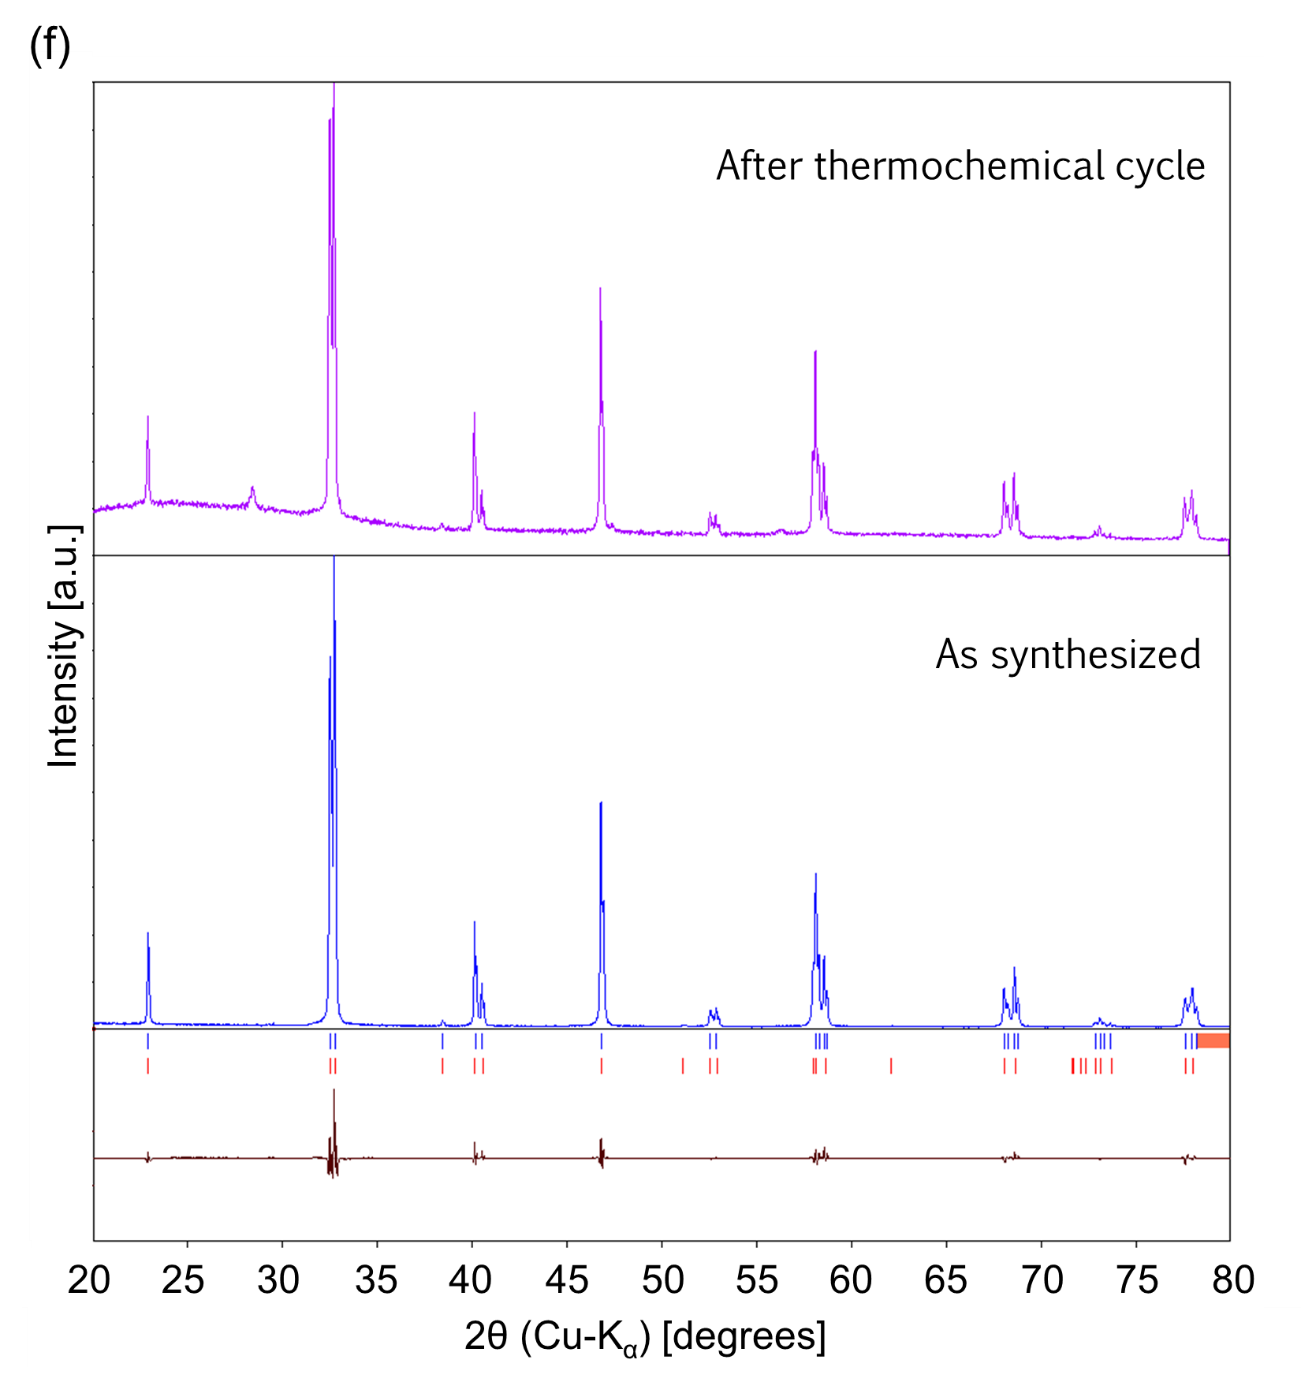 (f)
After thermochemical cycle
As synthesized
Intensity [a.u.]
20 25 30 35 40 45 50 55 60 65 70 75 80
2θ (Cu-Kα) [degrees]